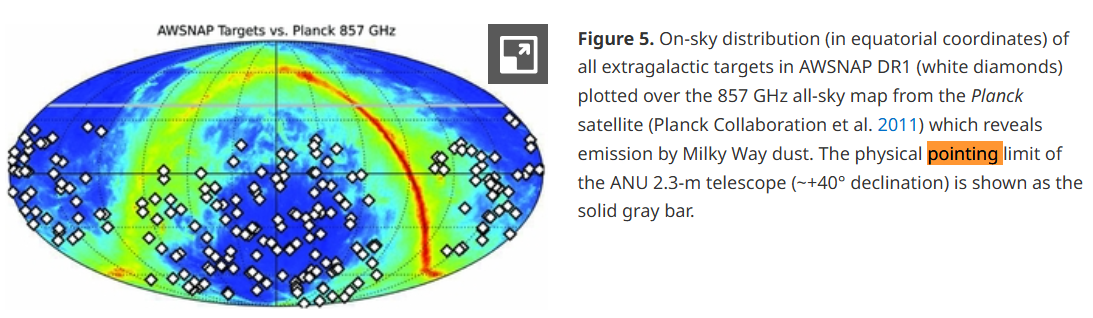 AWSNAP Targets vs. Planck 857 GHz
Figure 5. On-sky distribution (in equatorial coordinates) of
all extragalactic targets in AWSNAP DR1 (white diamonds)
plotted over the 857 GHz all-sky map from the Planck
satellite (Planck Collaboration et al. 2011) which reveals
emission by Milky Way dust. The physical pointing limit of
the ANU 2.3-m telescope (~+40° declination) is shown as the
solid gray bar.